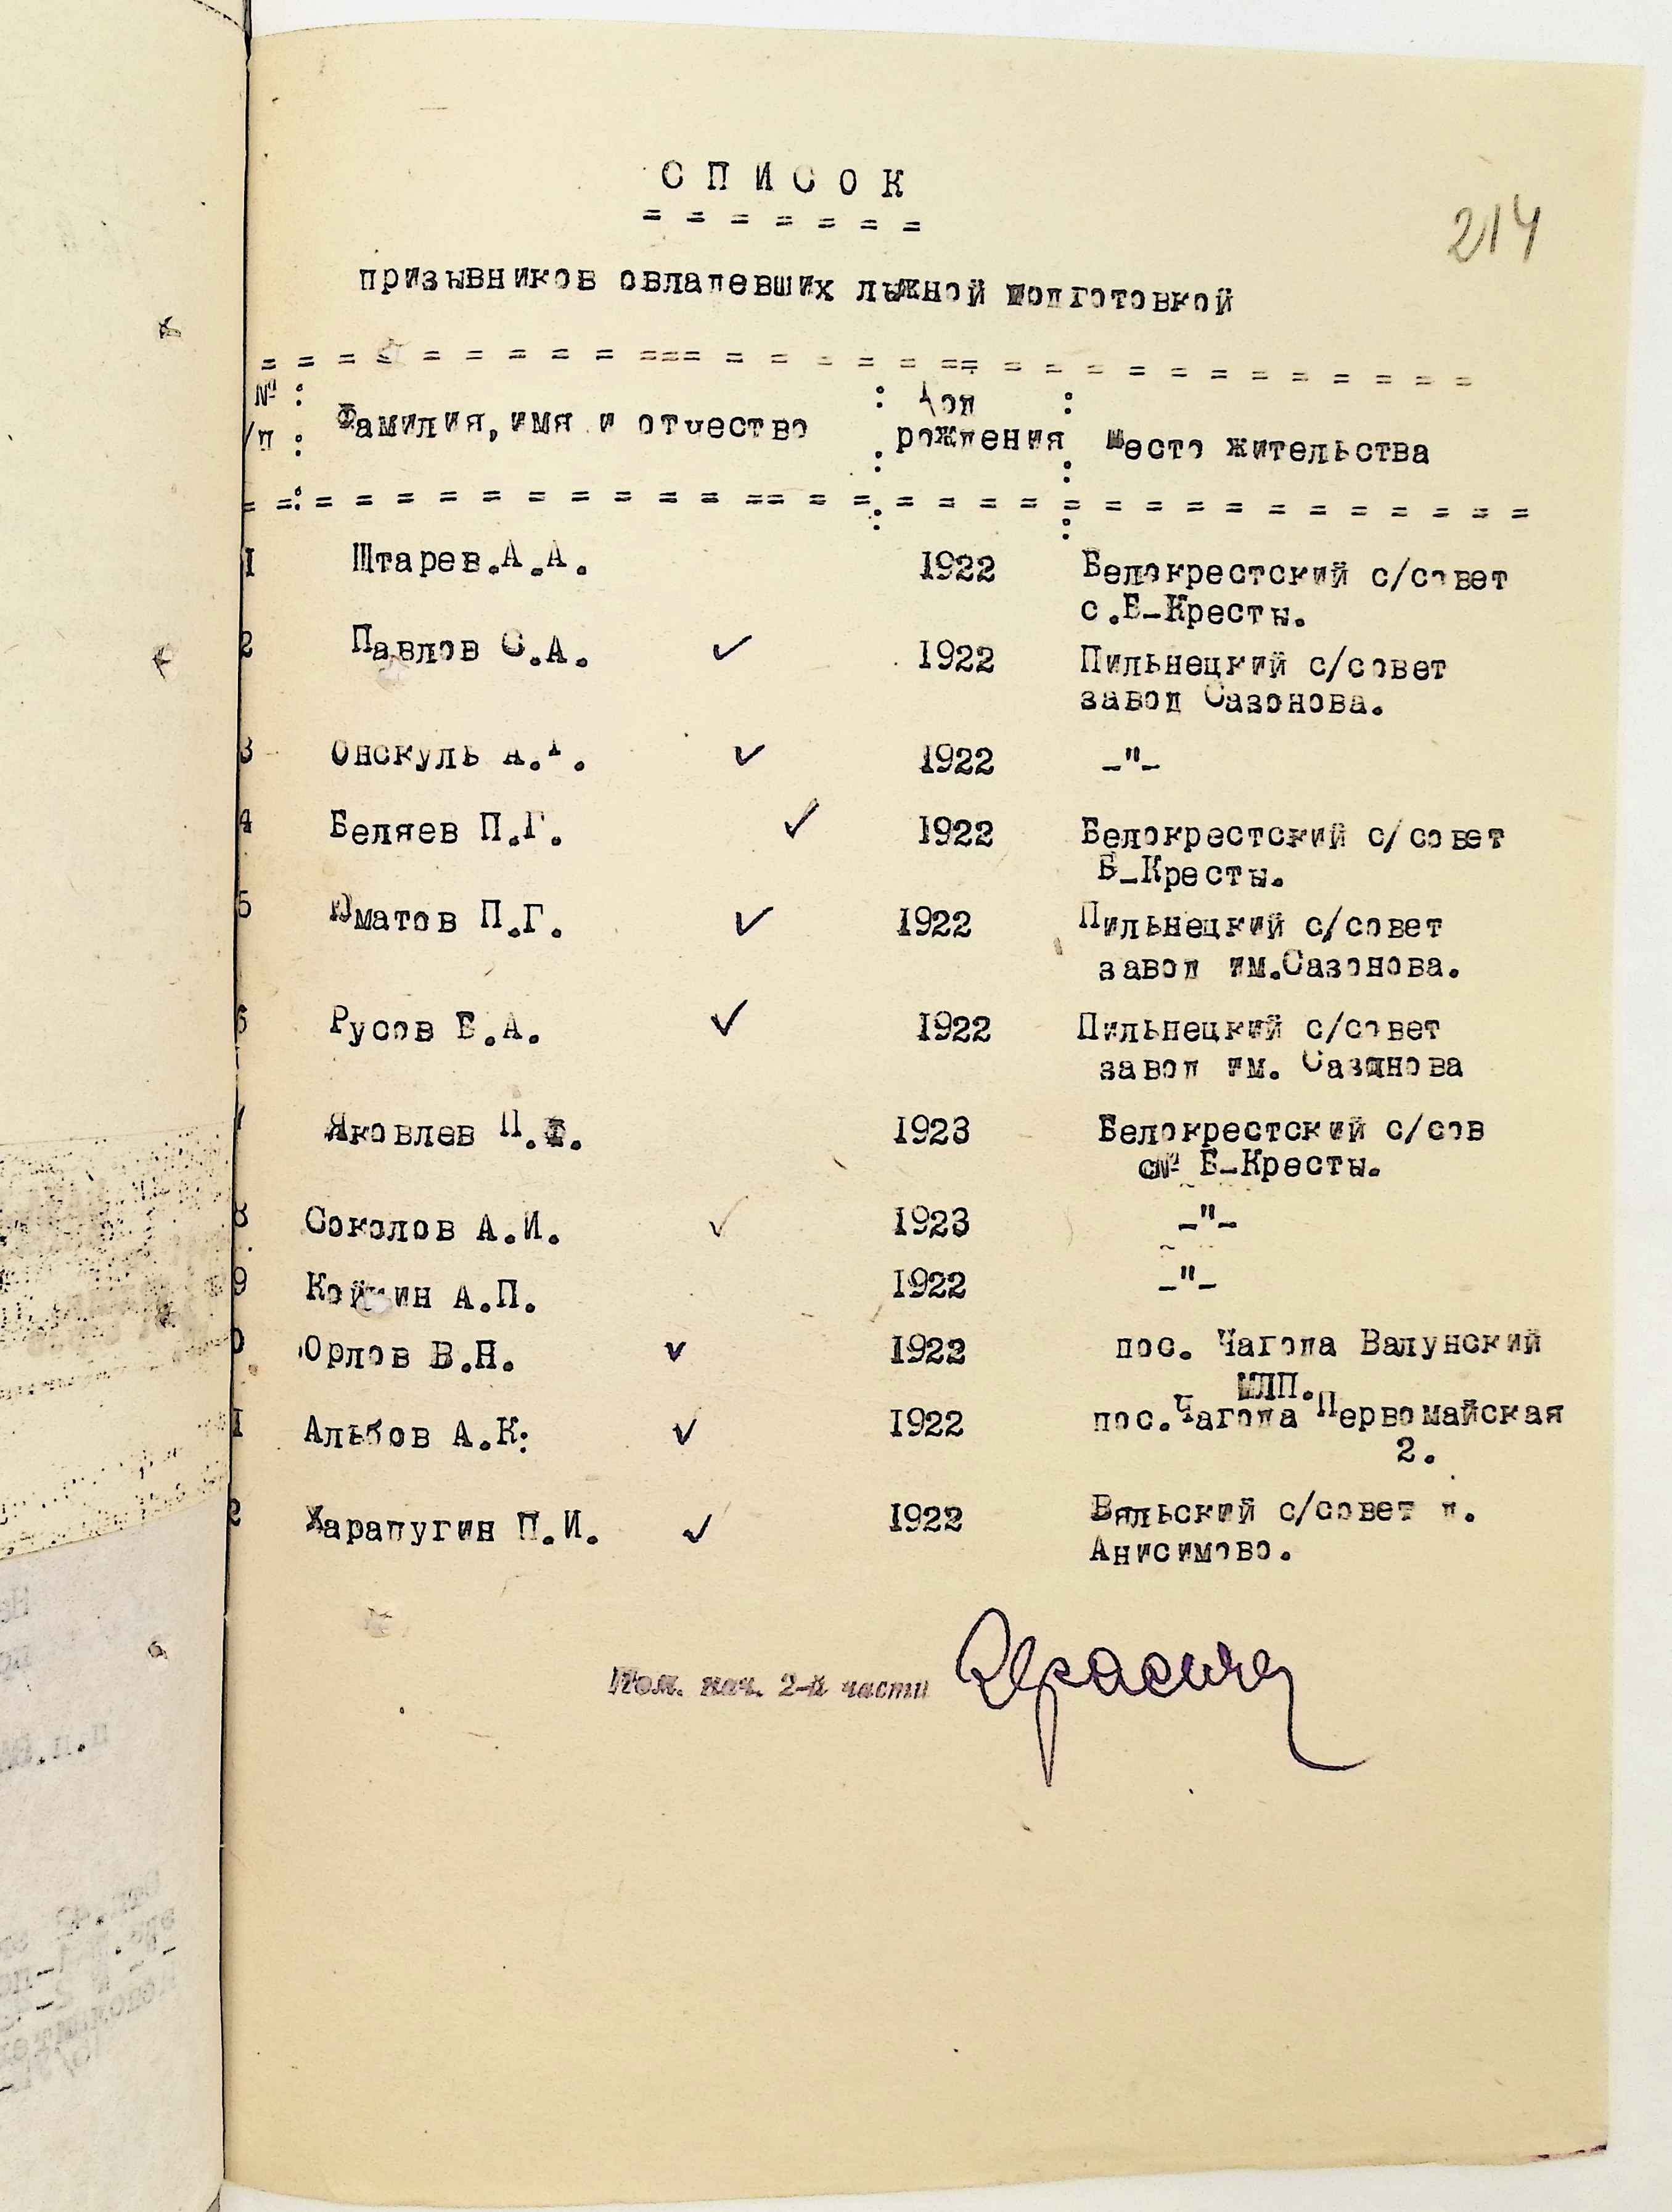 СПИСОК
214
призывников овладевших лыжной подготовкой
№ : : Год :
/п : Фамилия, имя и отчество : рождения : место жительства
1 Штарев.А.А. 1922 Белокрестский с/совет
с.Б-Кресты.
2 Павлов С.А. ✓ 1922 Пильнецкий с/совет
завод Сазонова.
3 Онскуль А. ✓ 1922 -"-
4 Беляев П.Г. ✓ 1922 Белокрестский с/совет
Б-Кресты.
5 Юматов П.Г. ✓ 1922 Пильнецкий с/совет
завод им.Сазонова.
6 Русов Б.А. ✓ 1922 Пильнецкий с/совет
завод им. Сазонова
7 Яковлев П.Ф. 1923 Белокрестский с/сов
Б-Кресты.
8 Соколов А.И. ✓ 1923 -"-
9 А.П. 1922 -"-
0 Орлов В.Н. ✓ 1922 пос. Чагода Валунский
МЛП.
1 Альбов А.К: ✓ 1922 пос.Чагода Первомайская
2.
2 Харапугин П.И. ✓ 1922 Вяльский с/совет д.
Анисимово.
Пом. нач. 2-й части